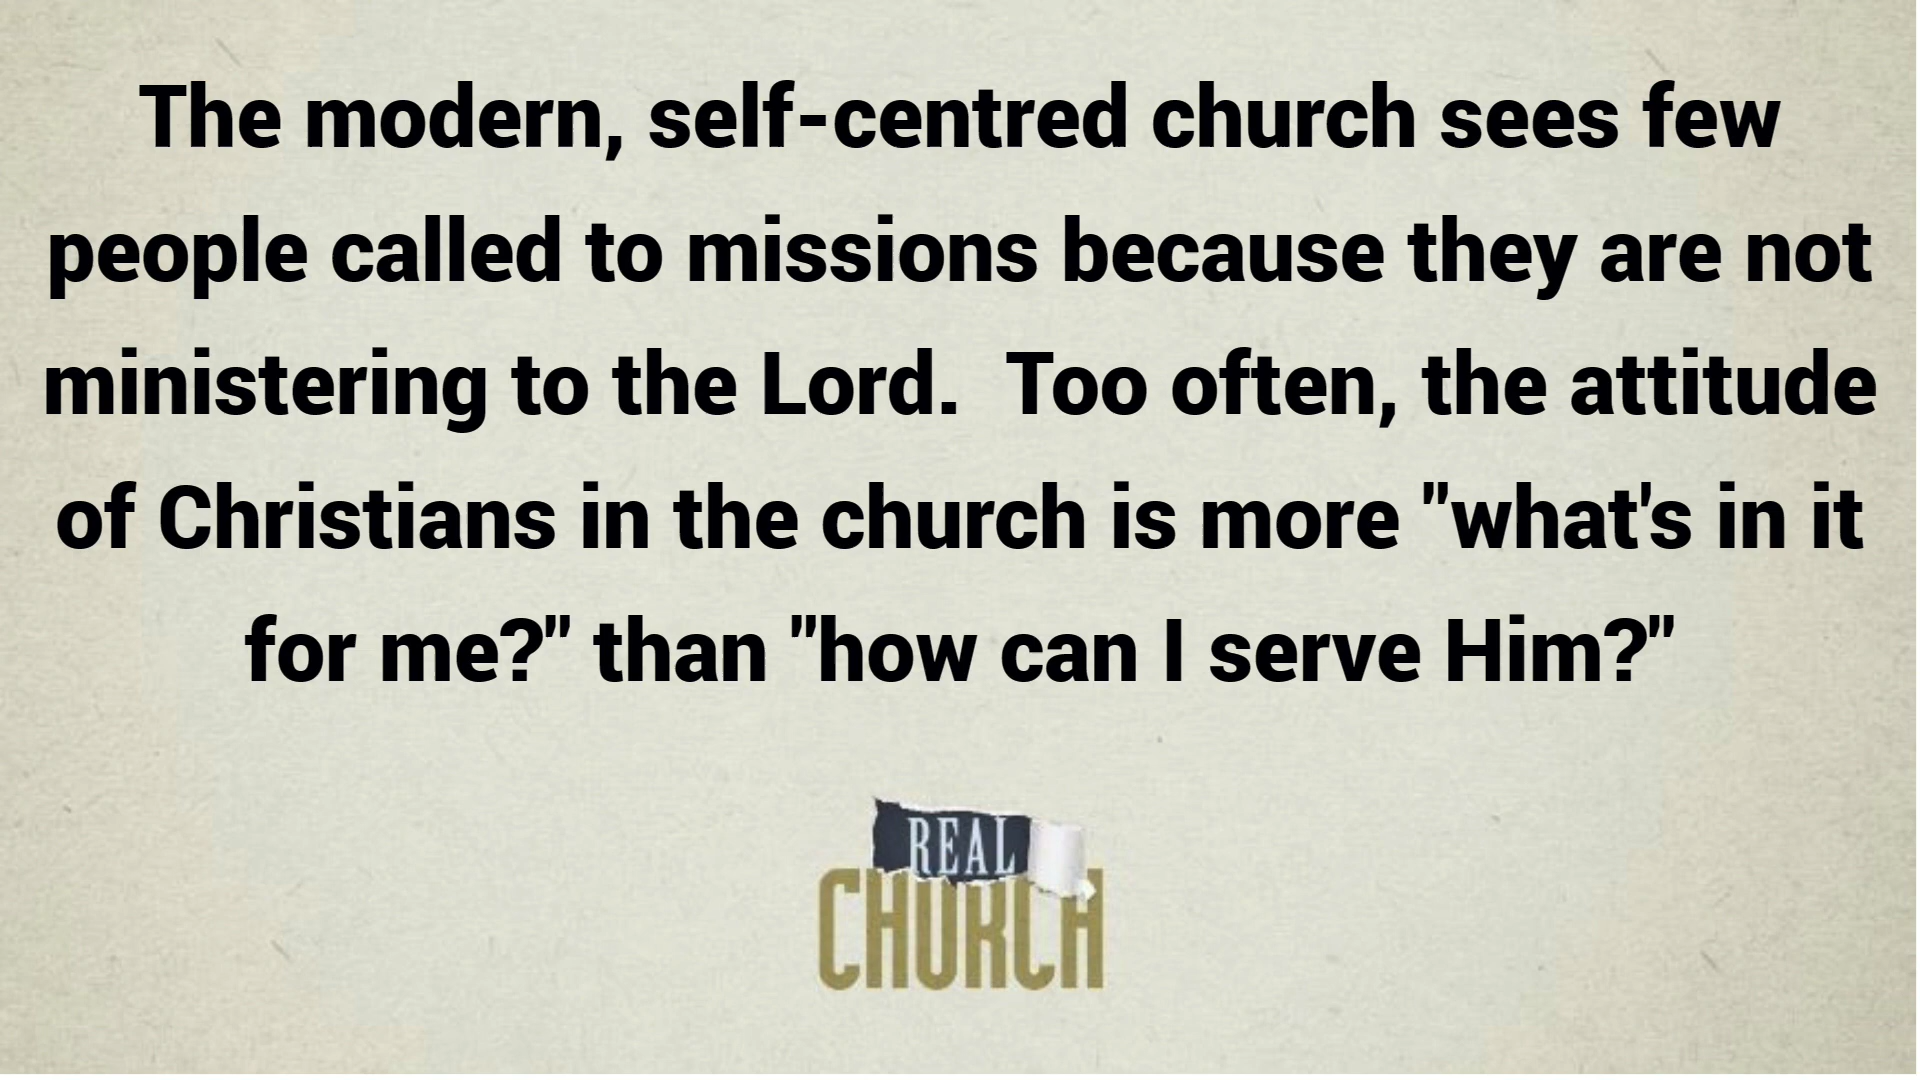 The modern, self-centred church sees few
people called to missions because they are not
ministering to the Lord.  Too often, the attitude
of Christians in the church is more "what's in it
for me?" than "how can I serve Him?"
REAL
CHURCH